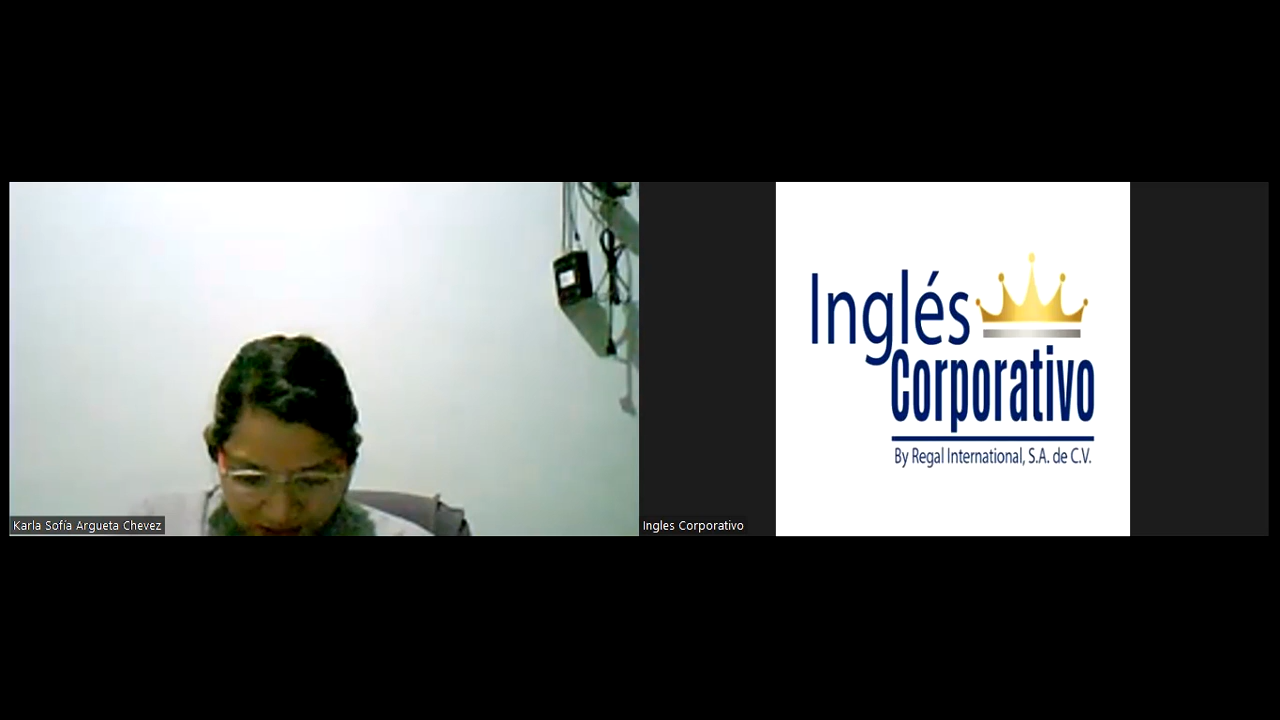 Karla Sofía Argueta Chevez
Inglés
Corporativo
By Regal International, S.A. de C.V.
Ingles Corporativo